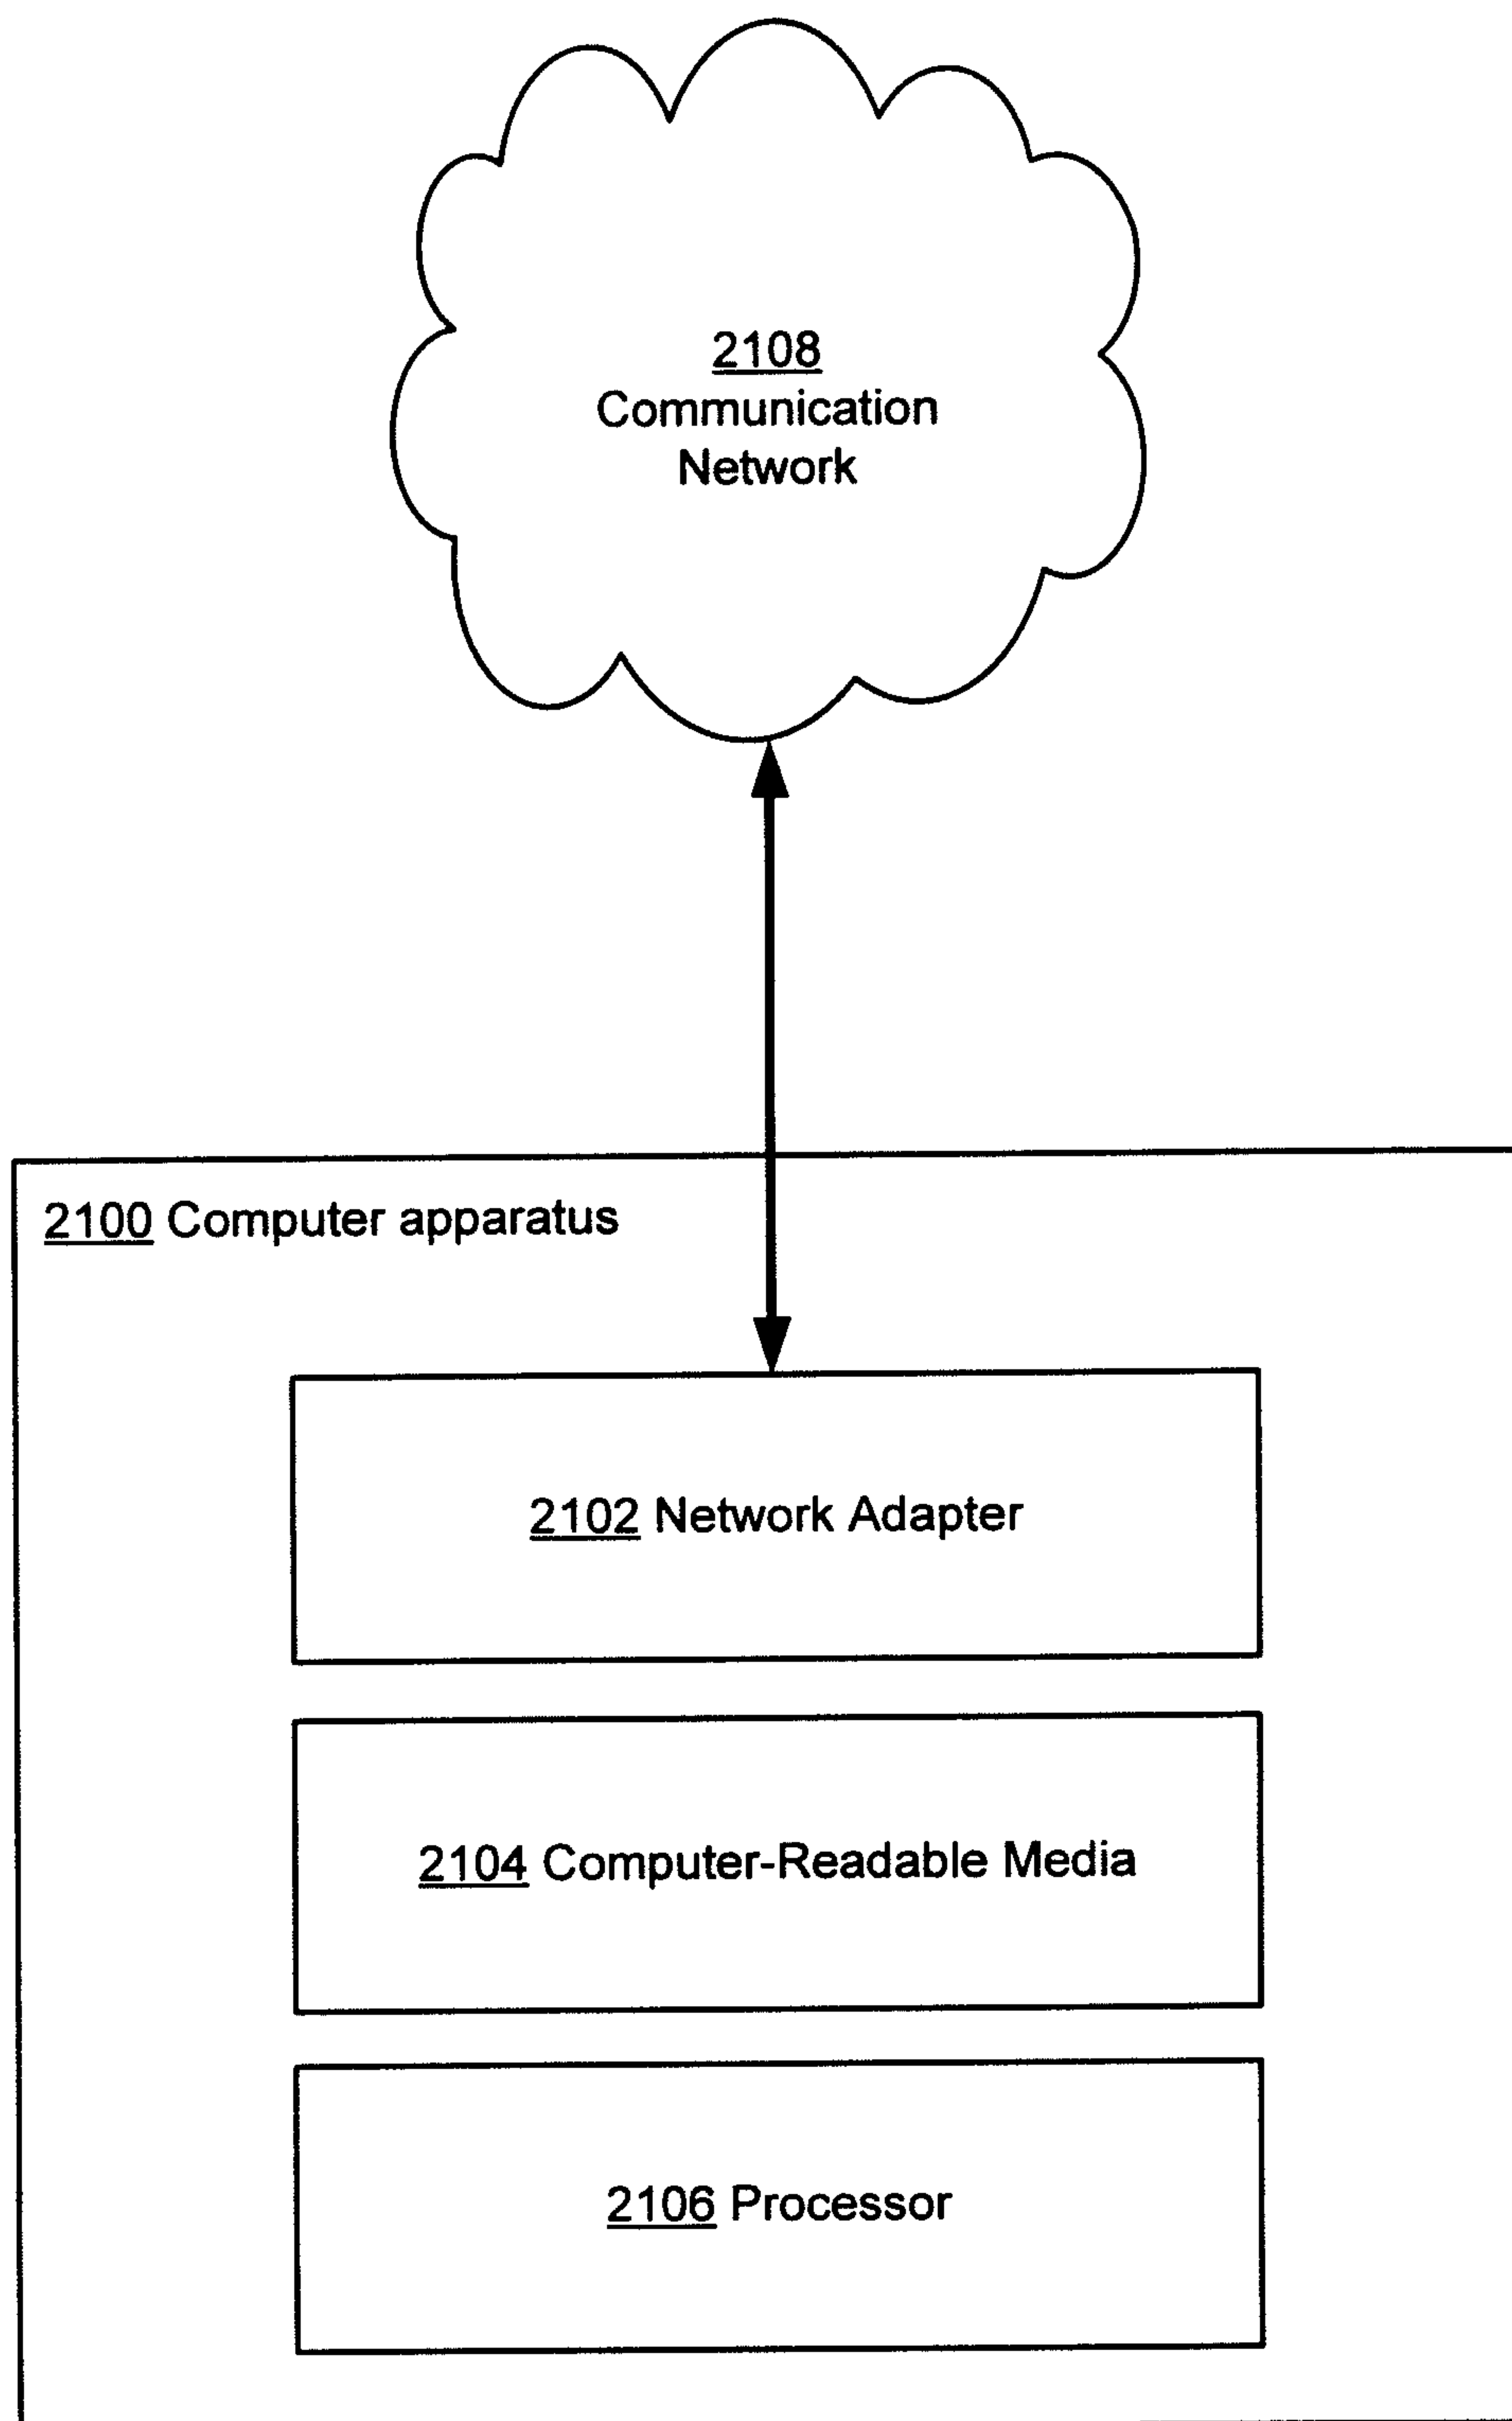 2108
Communication
Network
2100 Computer apparatus
2102 Network Adapter
2104 Computer-Readable Media
2106 Processor